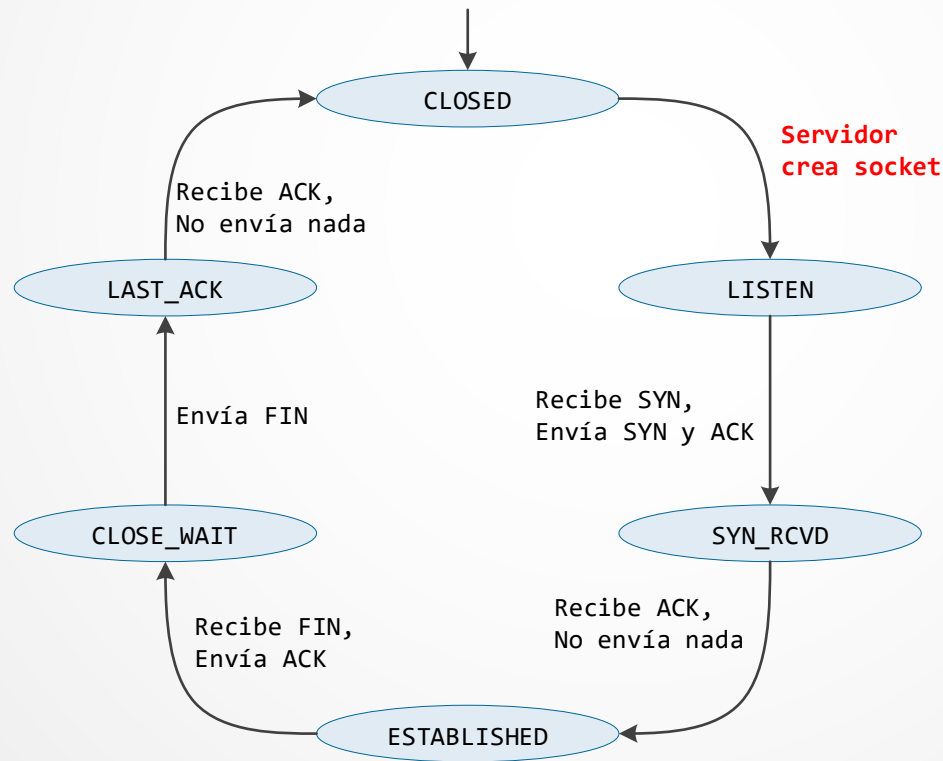 CLOSED
Servidor
crea socket
Recibe ACK,
No envía nada
LAST_ACK
LISTEN
Recibe SYN,
Envía SYN y ACK
Envía FIN
CLOSE_WAIT
SYN_RCVD
Recibe ACK,
No envía nada
Recibe FIN,
Envía ACK
ESTABLISHED